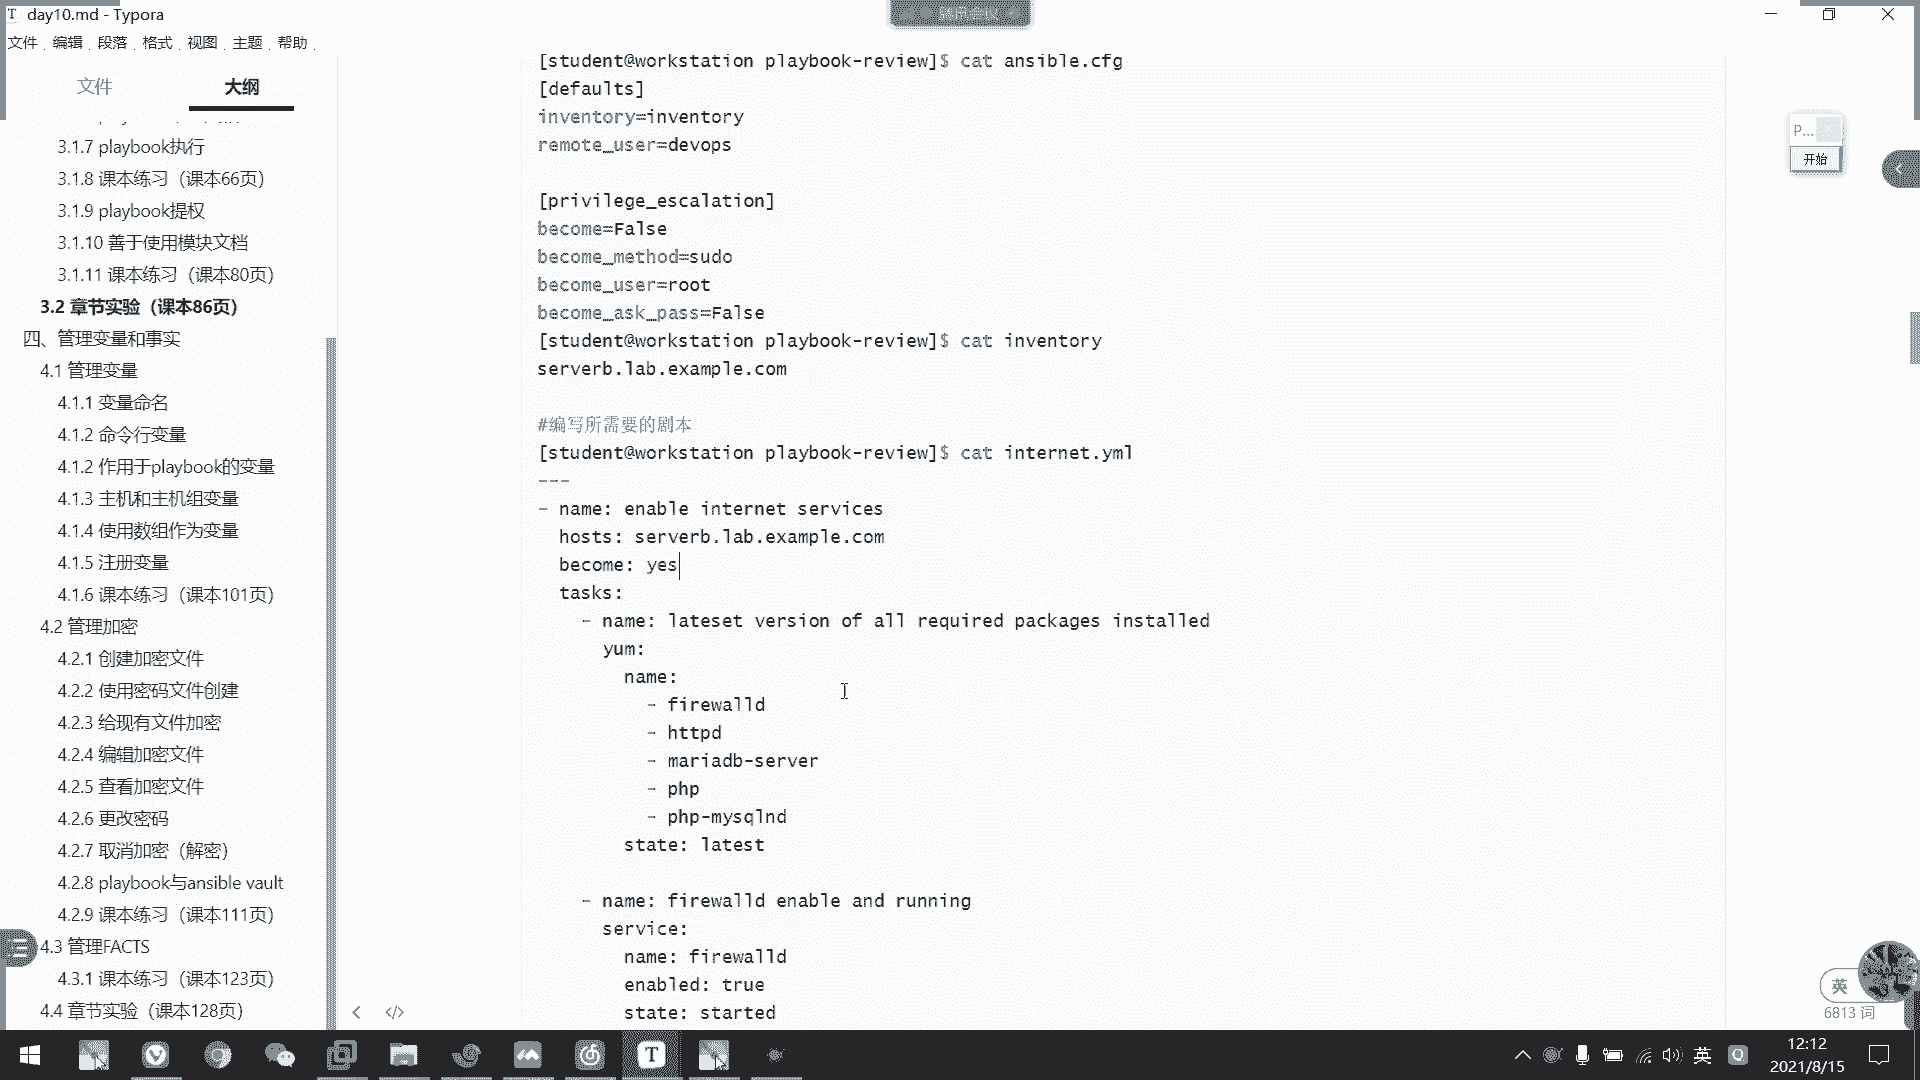 day10.md - Typora
腾讯会议
文件 编辑 段落 格式 视图 主题 帮助
文件 大纲
3.1.7 playbook执行
3.1.8 课本练习（课本66页）
3.1.9 playbook提权
3.1.10 善于使用模块文档
3.1.11 课本练习（课本80页）
3.2 章节实验（课本86页）
四、管理变量和事实
4.1 管理变量
4.1.1 变量命名
4.1.2 命令行变量
4.1.2 作用于playbook的变量
4.1.3 主机和主机组变量
4.1.4 使用数组作为变量
4.1.5 注册变量
4.1.6 课本练习（课本101页）
4.2 管理加密
4.2.1 创建加密文件
4.2.2 使用密码文件创建
4.2.3 给现有文件加密
4.2.4 编辑加密文件
4.2.5 查看加密文件
4.2.6 更改密码
4.2.7 取消加密（解密）
4.2.8 playbook与ansible vault
4.2.9 课本练习（课本111页）
4.3 管理FACTS
4.3.1 课本练习（课本123页）
4.4 章节实验（课本128页）
[student@workstation playbook-review]$ cat ansible.cfg
[defaults]
inventory=inventory
remote_user=devops
[privilege_escalation]
become=False
become_method=sudo
become_user=root
become_ask_pass=False
[student@workstation playbook-review]$ cat inventory
serverb.lab.example.com
#编写所需要的剧本
[student@workstation playbook-review]$ cat internet.yml
---
- name: enable internet services
hosts: serverb.lab.example.com
become: yes
tasks:
- name: lateset version of all required packages installed
yum:
name:
- firewalld
- httpd
- mariadb-server
- php
- php-mysqlnd
state: latest
- name: firewalld enable and running
service:
name: firewalld
enabled: true
state: started
P...
开始
英
6813 词
英
12:12
2021/8/15